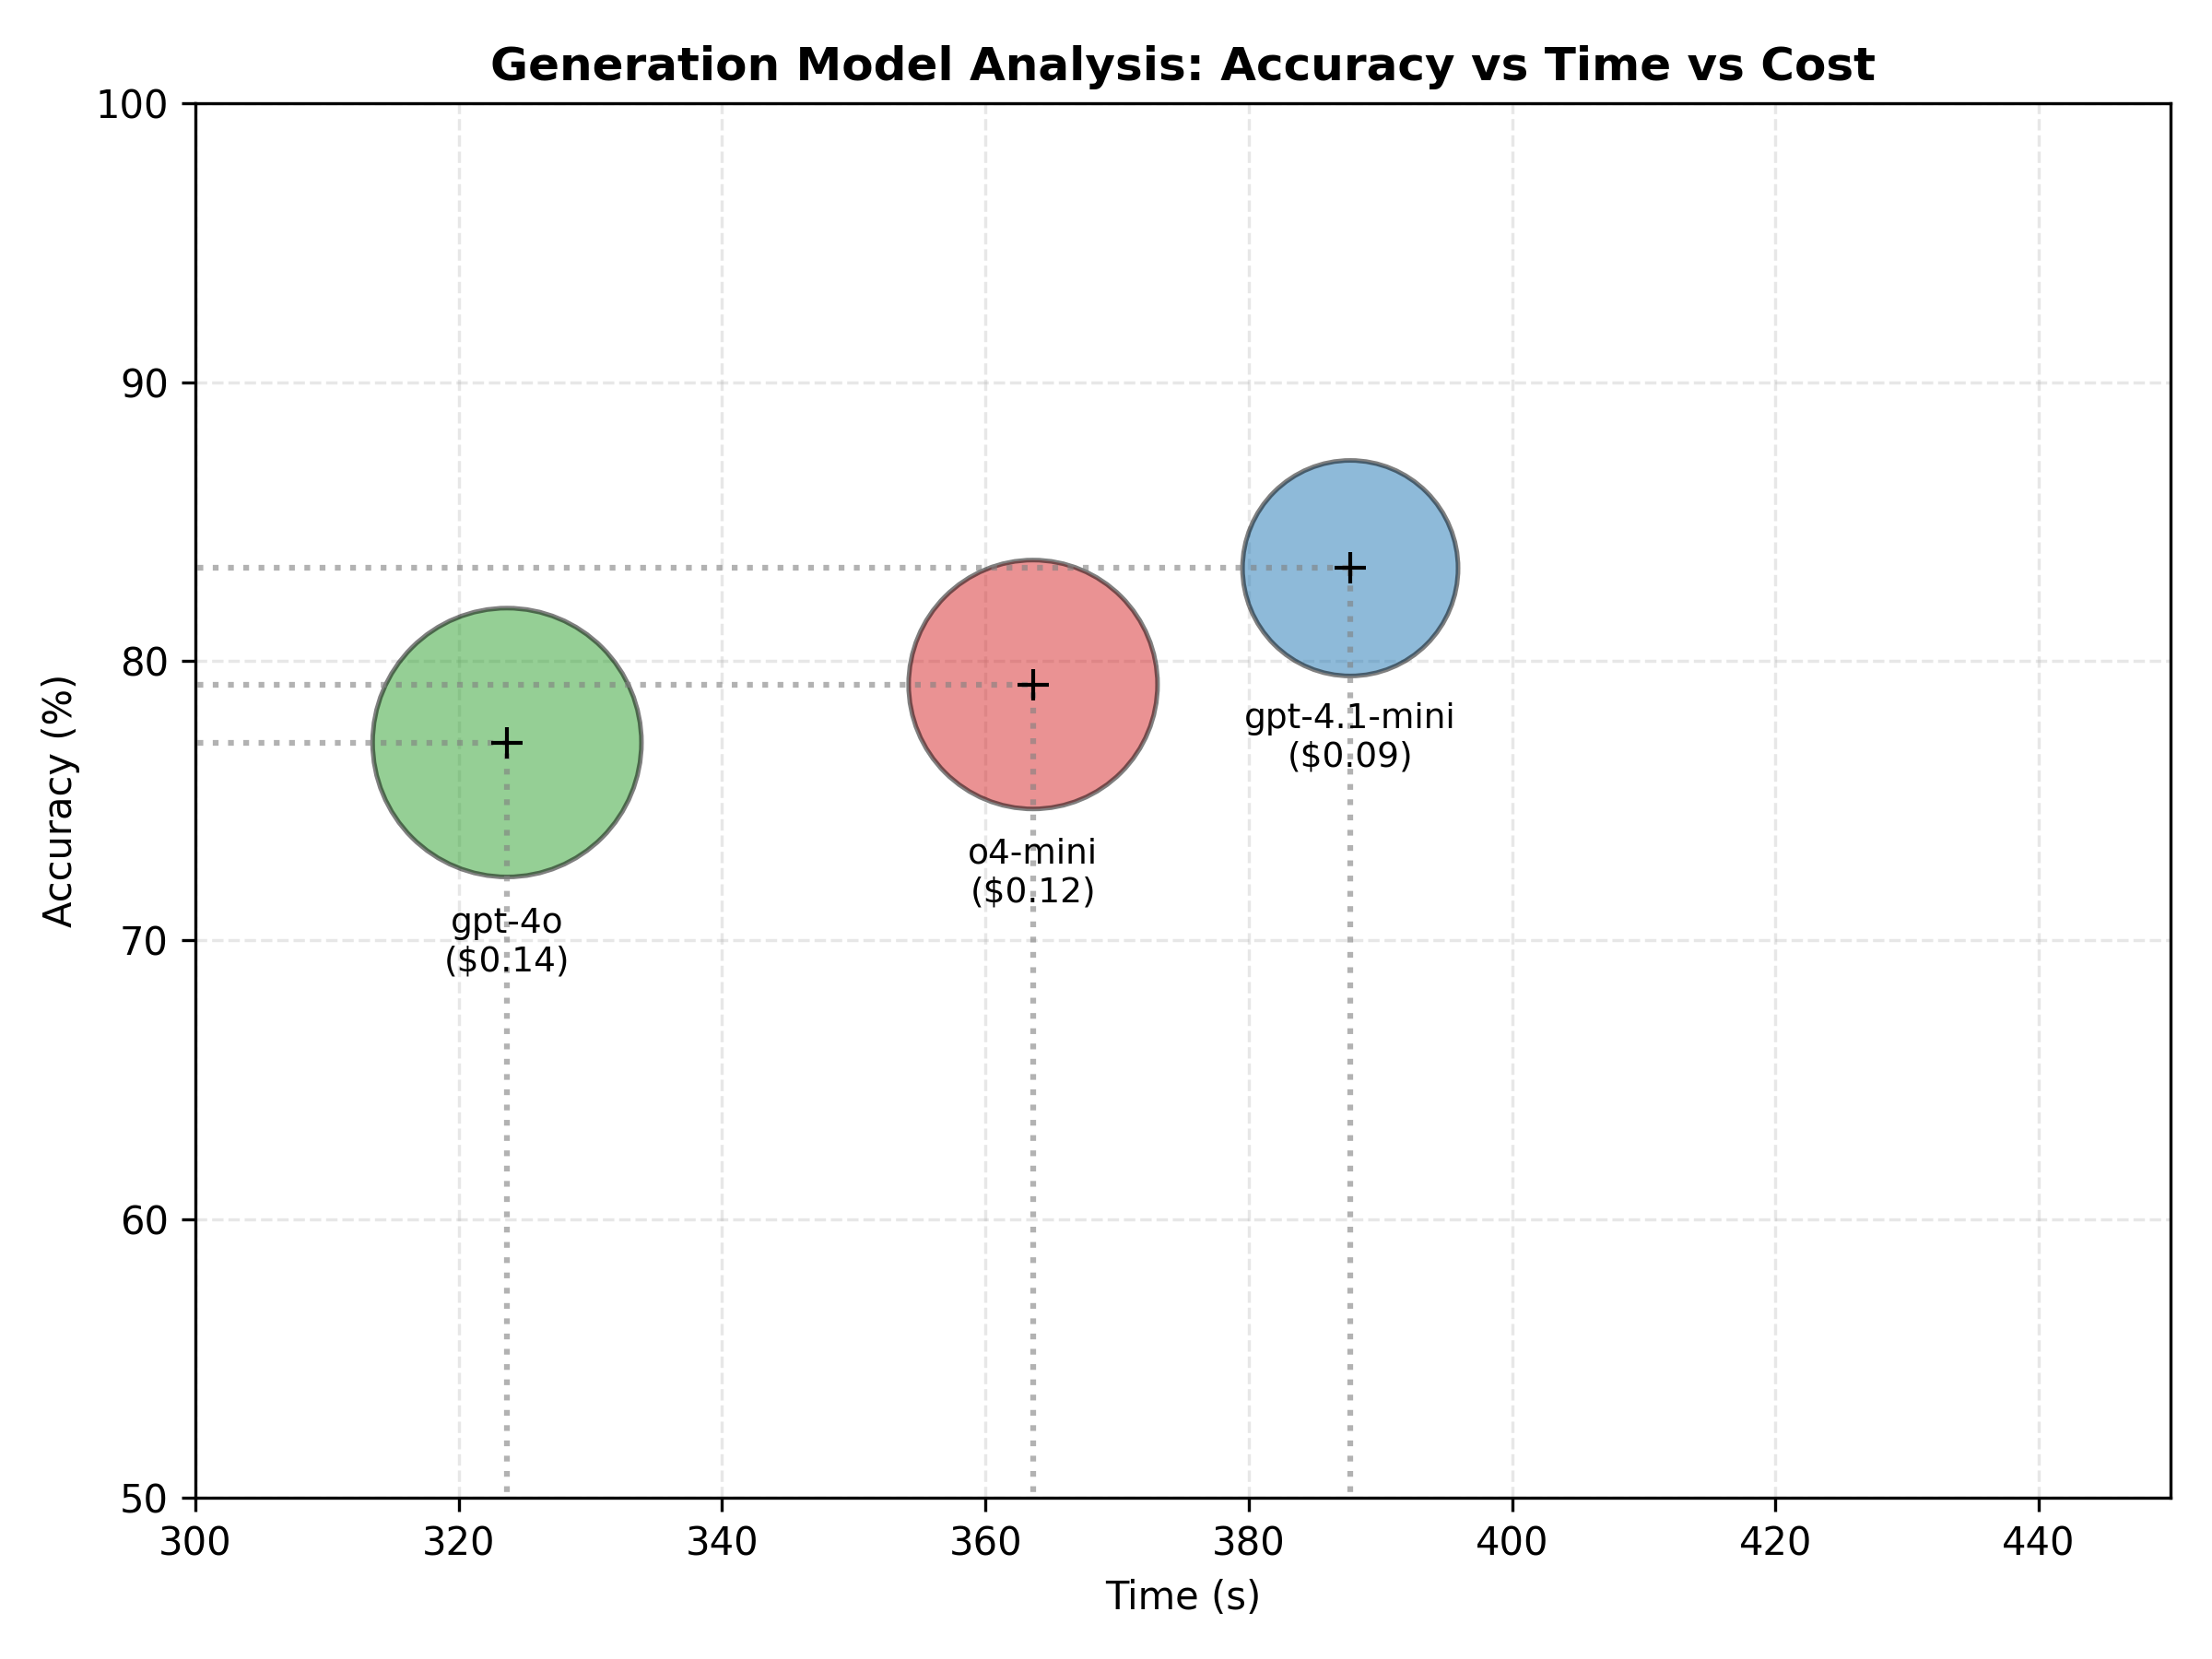 Generation Model Analysis: Accuracy vs Time vs Cost
100
90
80
70
60
50
Accuracy (%)
gpt-4o
($0.14)
o4-mini
($0.12)
gpt-4.1-mini
($0.09)
300 320 340 360 380 400 420 440
Time (s)